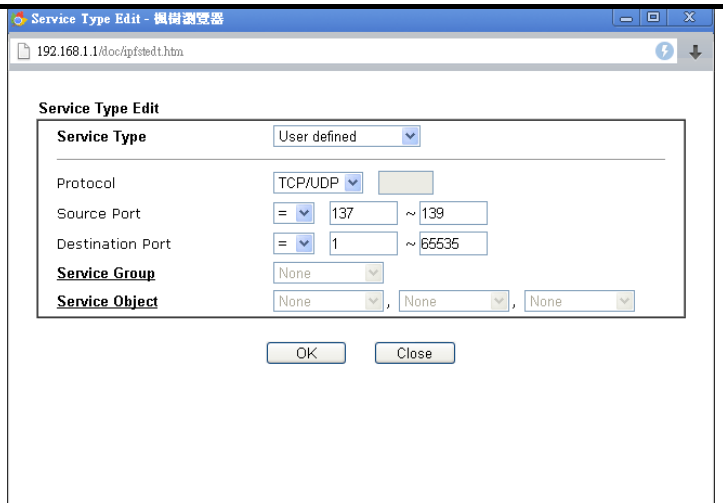 Service Type Edit - 楓樹瀏覽器
192.168.1.1/doc/ipfstedt.htm
Service Type Edit
Service Type User defined
Protocol TCP/UDP
Source Port = 137 ~ 139
Destination Port = 1 ~ 65535
Service Group None
Service Object None , None , None
OK Close